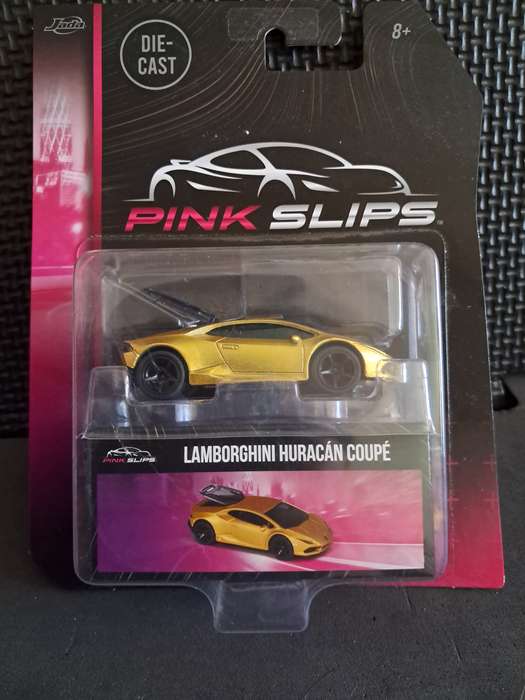 Jada
DIE-
CAST
8+
PINK SLIPS
PINK SLIPS
LAMBORGHINI HURACÁN COUPÉ